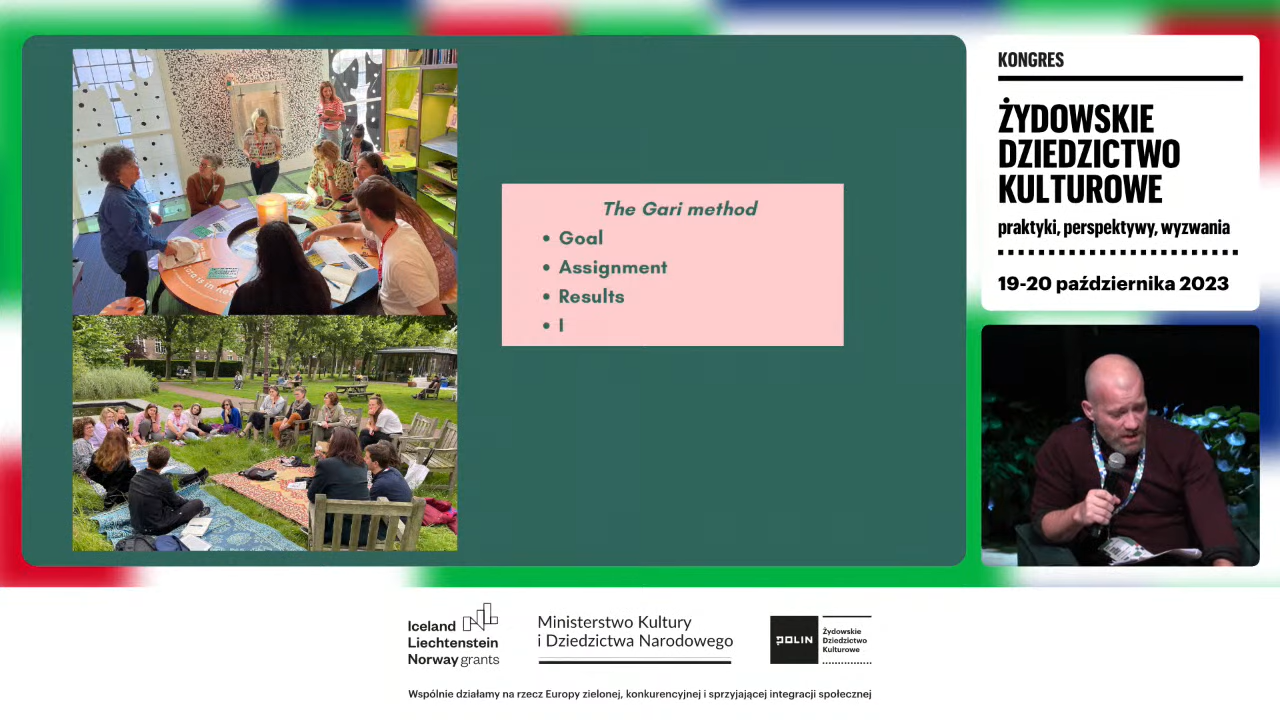 The Gari method
• Goal
• Assignment
• Results
• I
KONGRES
ŻYDOWSKIE
DZIEDZICTWO
KULTUROWE
praktyki, perspektywy, wyzwania
19-20 października 2023
Iceland
Liechtenstein
Norway grants
Ministerstwo Kultury
i Dziedzictwa Narodowego
POLIN
Żydowskie
Dziedzictwo
Kulturowe
Wspólnie działamy na rzecz Europy zielonej, konkurencyjnej i sprzyjającej integracji społecznej